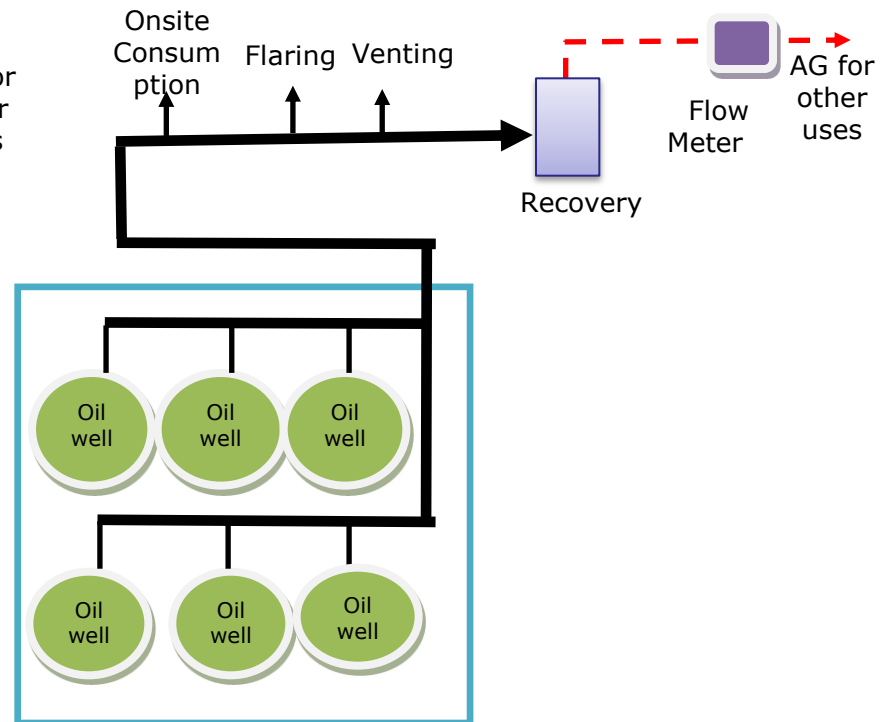 Onsite
Consum
ption
Flaring
Venting
AG for
other
uses
Flow
Meter
Recovery
Oil
well
Oil
well
Oil
well
Oil
well
Oil
well
Oil
well